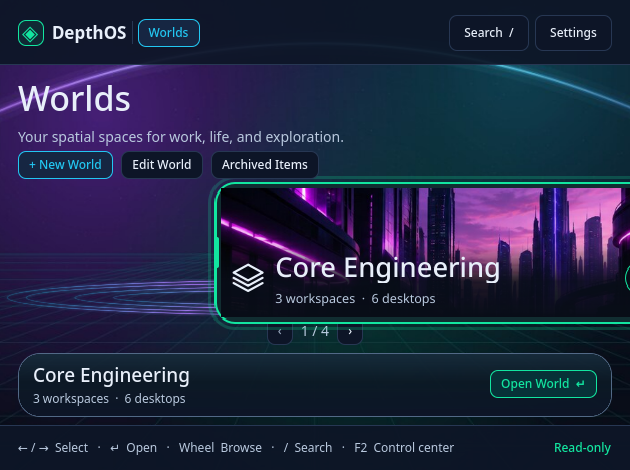 DepthOS
Worlds
Search /
Settings
Worlds
Your spatial spaces for work, life, and exploration.
+ New World
Edit World
Archived Items
Core Engineering
3 workspaces · 6 desktops
‹ 1 / 4 ›
Core Engineering
3 workspaces · 6 desktops
Open World ↵
← / → Select · ↵ Open · Wheel Browse · / Search · F2 Control center
Read-only